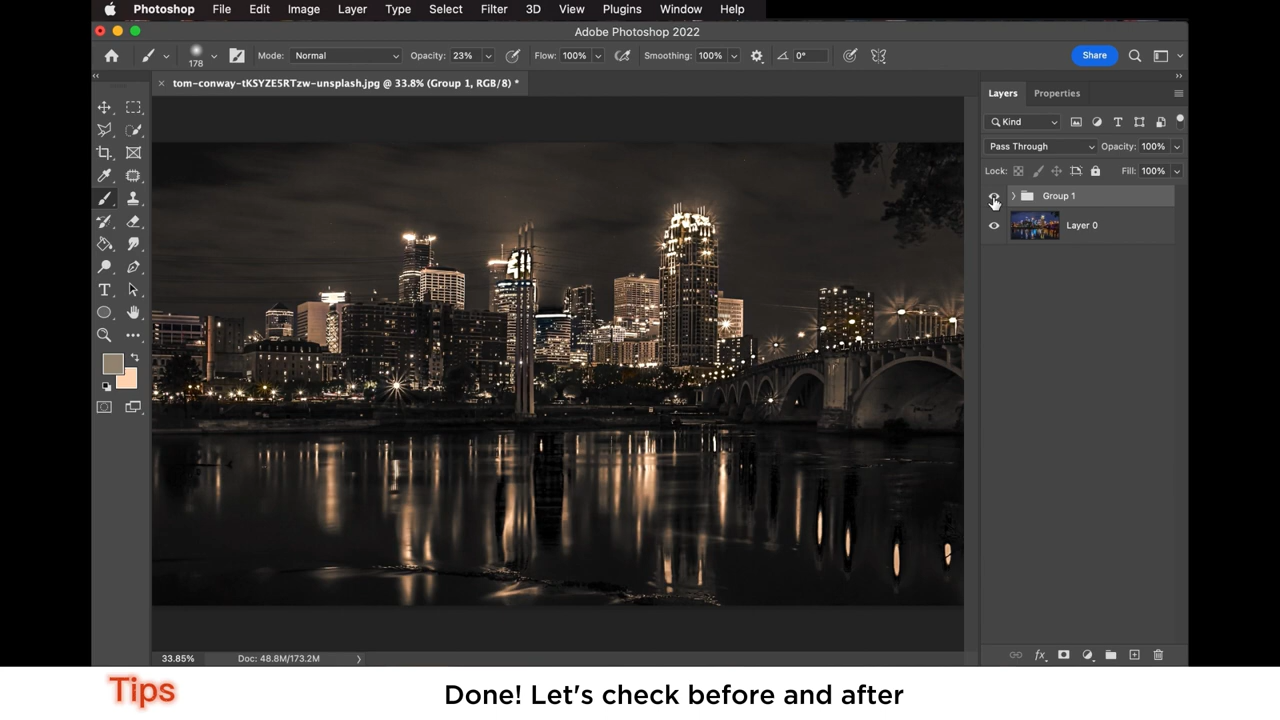 Photoshop File Edit Image Layer Type Select Filter 3D View Plugins Window Help
Adobe Photoshop 2022
178 Mode: Normal Opacity: 23% Flow: 100% Smoothing: 100% 0° Share
tom-conway-tKSYZE5RTzw-unsplash.jpg @ 33.8% (Group 1, RGB/8) *
Layers Properties
Kind
Pass Through Opacity: 100%
Lock: Fill: 100%
Group 1
Layer 0
33.85% Doc: 48.8M/173.2M
Tips
Done! Let's check before and after